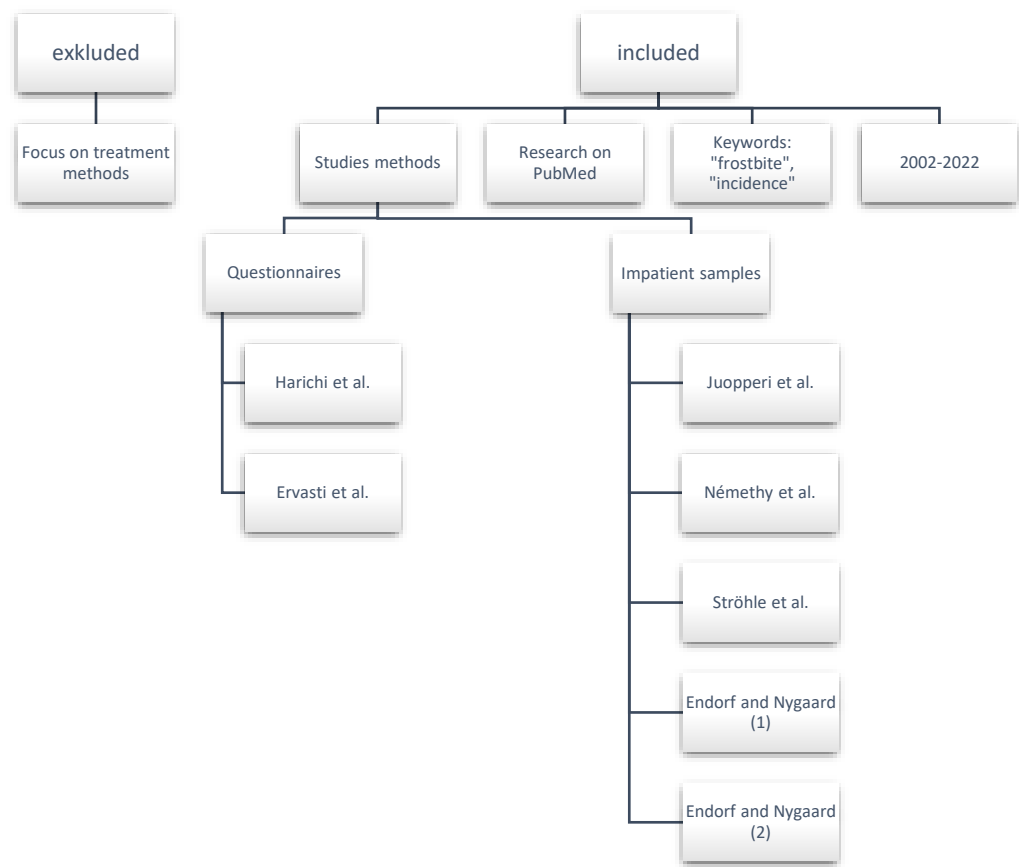 exkluded
included
Focus on treatment
methods
Studies methods
Research on
PubMed
Keywords:
"frostbite",
"incidence"
2002-2022
Questionnaires
Impatient samples
Harichi et al.
Juopperi et al.
Ervasti et al.
Némethy et al.
Ströhle et al.
Endorf and Nygaard
(1)
Endorf and Nygaard
(2)